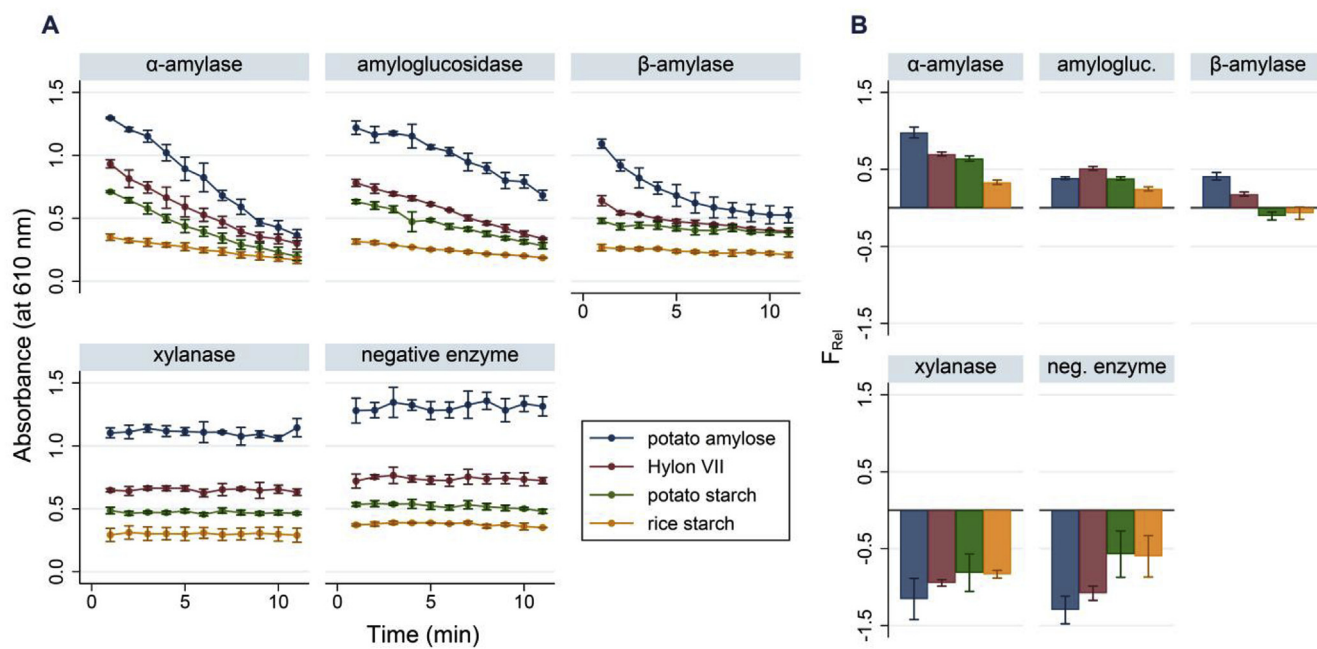 A
B
α-amylase
amyloglucosidase
β-amylase
α-amylase
amylogluc.
β-amylase
1.5
1.0
0.5
0.0
0 5 10
1.5
0.5
-0.5
-1.5
xylanase
negative enzyme
xylanase
neg. enzyme
1.5
1.0
0.5
0.0
0 5 10
0 5 10
1.5
0.5
-0.5
-1.5
Absorbance (at 610 nm)
Time (min)
potato amylose
Hylon VII
potato starch
rice starch
F_Rel